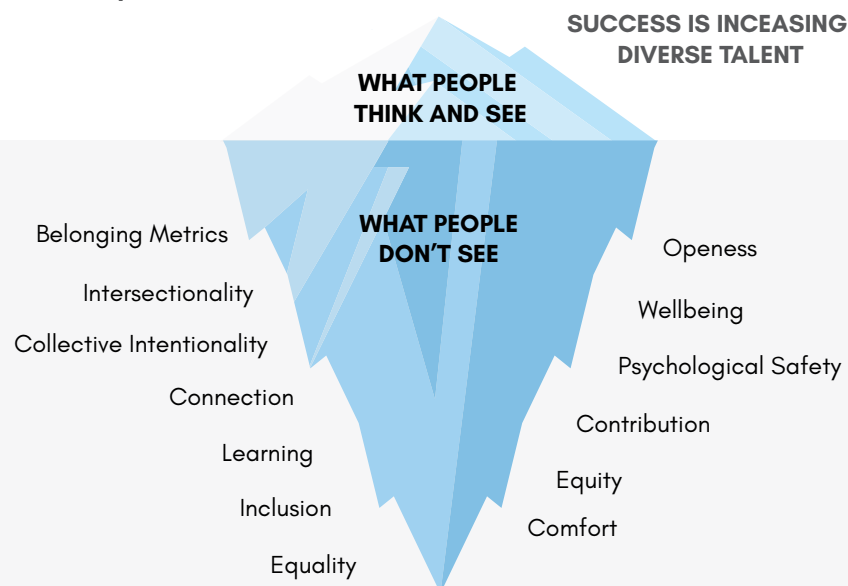 SUCCESS IS INCEASING
DIVERSE TALENT
WHAT PEOPLE
THINK AND SEE
WHAT PEOPLE
DON'T SEE
Belonging Metrics
Intersectionality
Collective Intentionality
Connection
Learning
Inclusion
Equality
Openess
Wellbeing
Psychological Safety
Contribution
Equity
Comfort